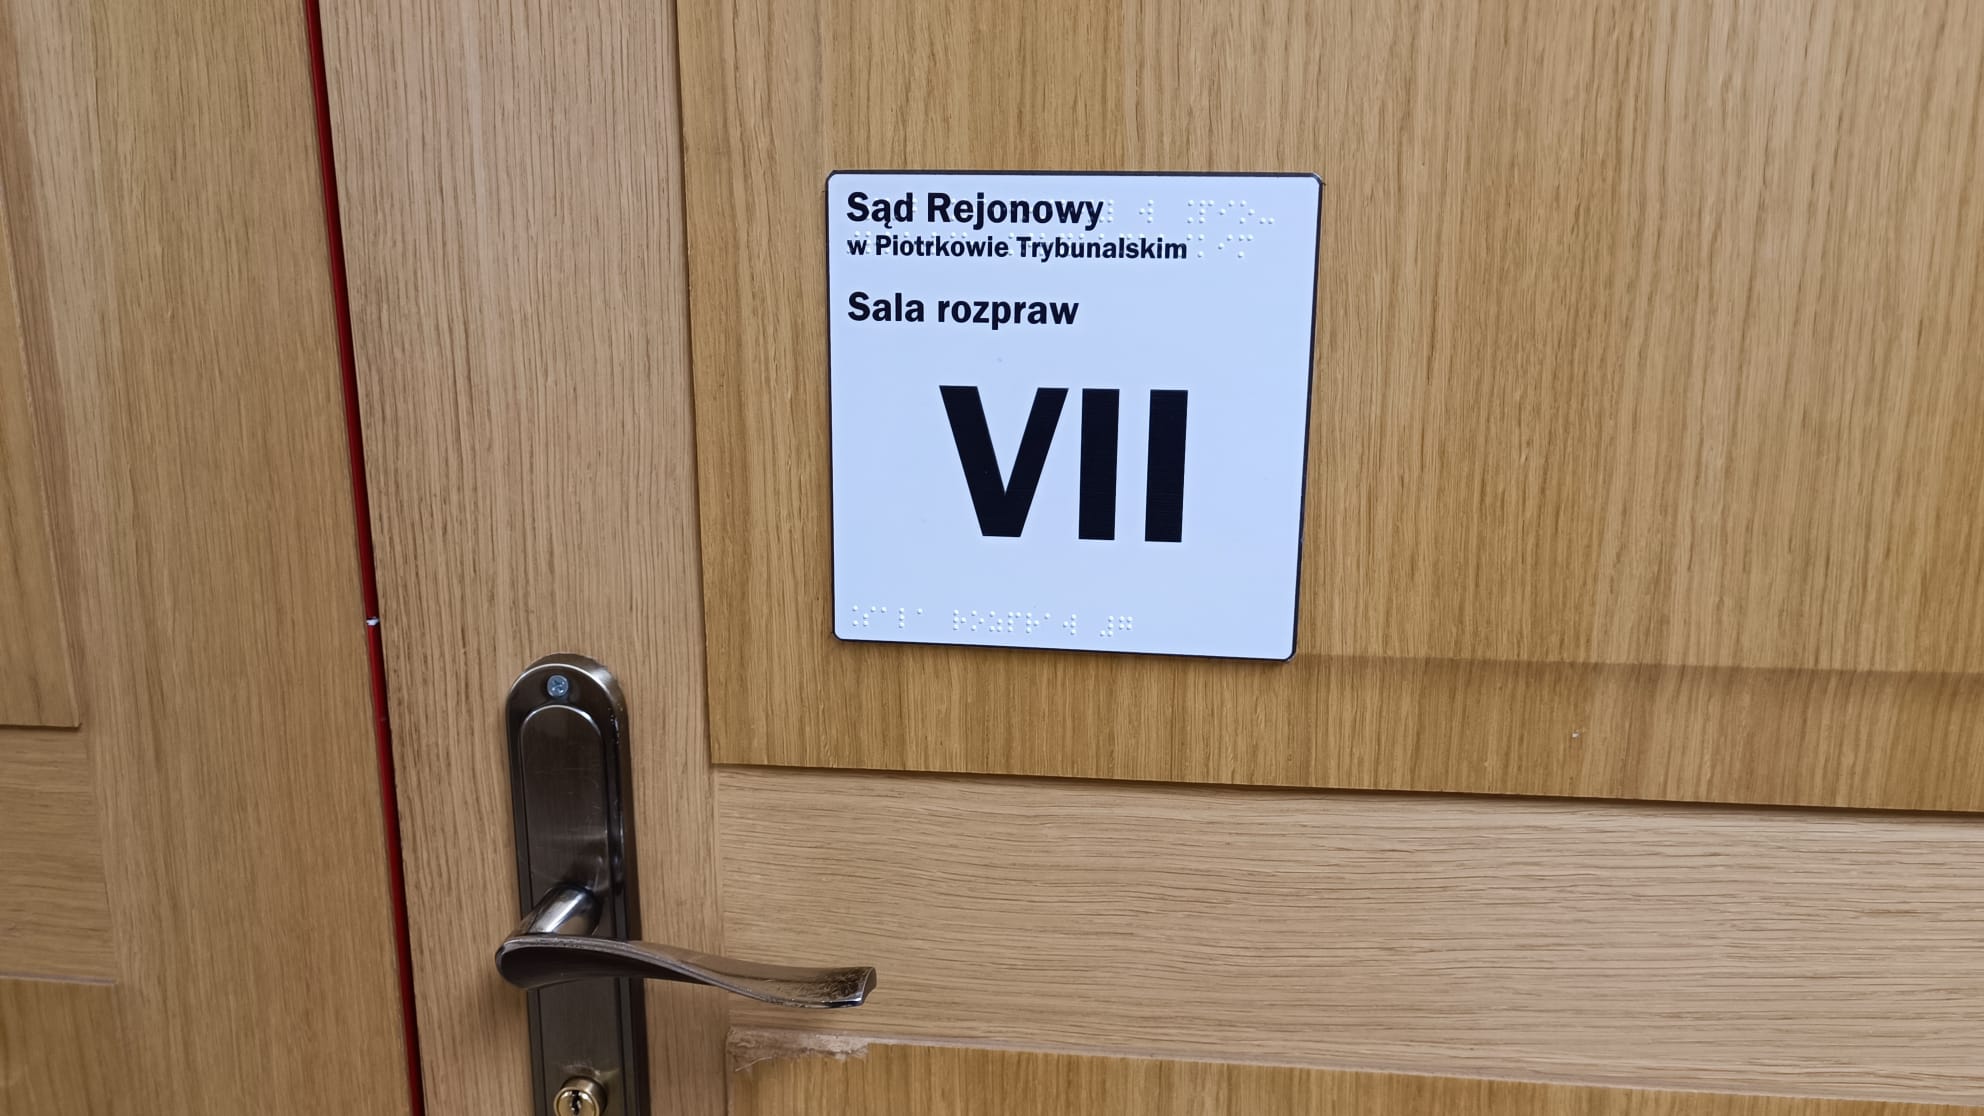 Sąd Rejonowy
w Piotrkowie Trybunalskim
Sala rozpraw
VII